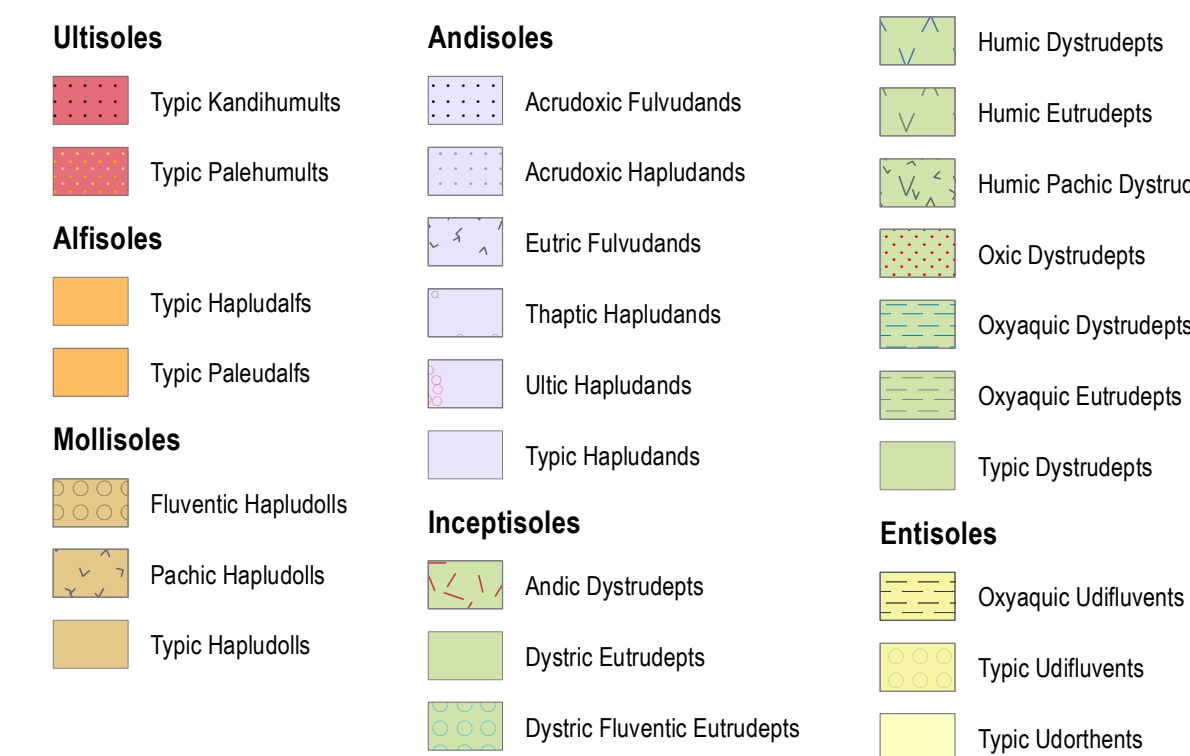 Ultisoles
Typic Kandihumults
Typic Palehumults
Alfisoles
Typic Hapludalfs
Typic Paleudalfs
Mollisoles
Fluventic Hapludolls
Pachic Hapludolls
Typic Hapludolls
Andisoles
Acrudoxic Fulvudands
Acrudoxic Hapludands
Eutric Fulvudands
Thaptic Hapludands
Ultic Hapludands
Typic Hapludands
Inceptisoles
Andic Dystrudepts
Dystric Eutrudepts
Dystric Fluventic Eutrudepts
Humic Dystrudepts
Humic Eutrudepts
Humic Pachic
Oxic Dystrudepts
Oxyaquic Dystrudepts
Oxyaquic Eutrudepts
Typic Dystrudepts
Entisoles
Oxyaquic Udifluvents
Typic Udifluvents
Typic Udorthents